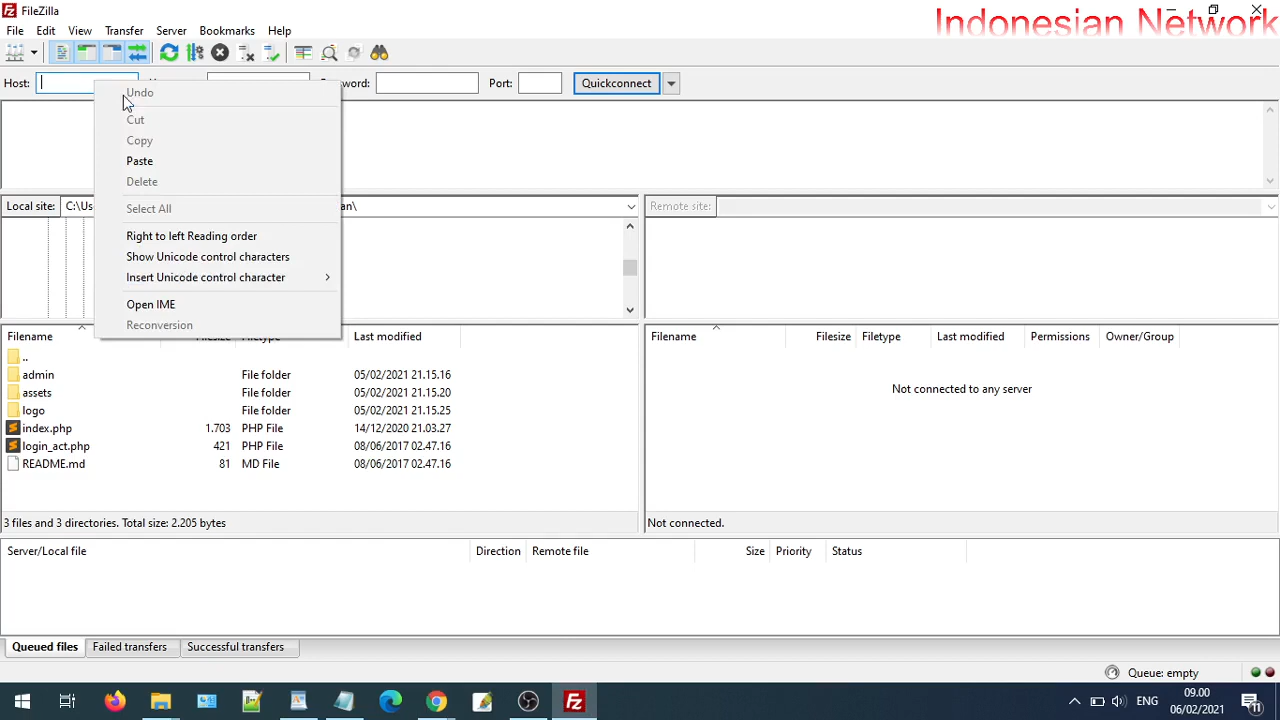 FileZilla
Indonesian Network
File Edit View Transfer Server Bookmarks Help
Host: Password: Port: Quickconnect
Undo
Cut
Copy
Paste
Delete
Select All
Right to left Reading order
Show Unicode control characters
Insert Unicode control character
Open IME
Reconversion
Local site: C:\Us an\
Remote site:
Filename Filesize Filetype Last modified
..
admin File folder 05/02/2021 21.15.16
assets File folder 05/02/2021 21.15.20
logo File folder 05/02/2021 21.15.25
index.php 1.703 PHP File 14/12/2020 21.03.27
login_act.php 421 PHP File 08/06/2017 02.47.16
README.md 81 MD File 08/06/2017 02.47.16
3 files and 3 directories. Total size: 2.205 bytes
Filename Filesize Filetype Last modified Permissions Owner/Group
Not connected to any server
Not connected.
Server/Local file Direction Remote file Size Priority Status
Queued files Failed transfers Successful transfers
Queue: empty
ENG
09.00
06/02/2021
11